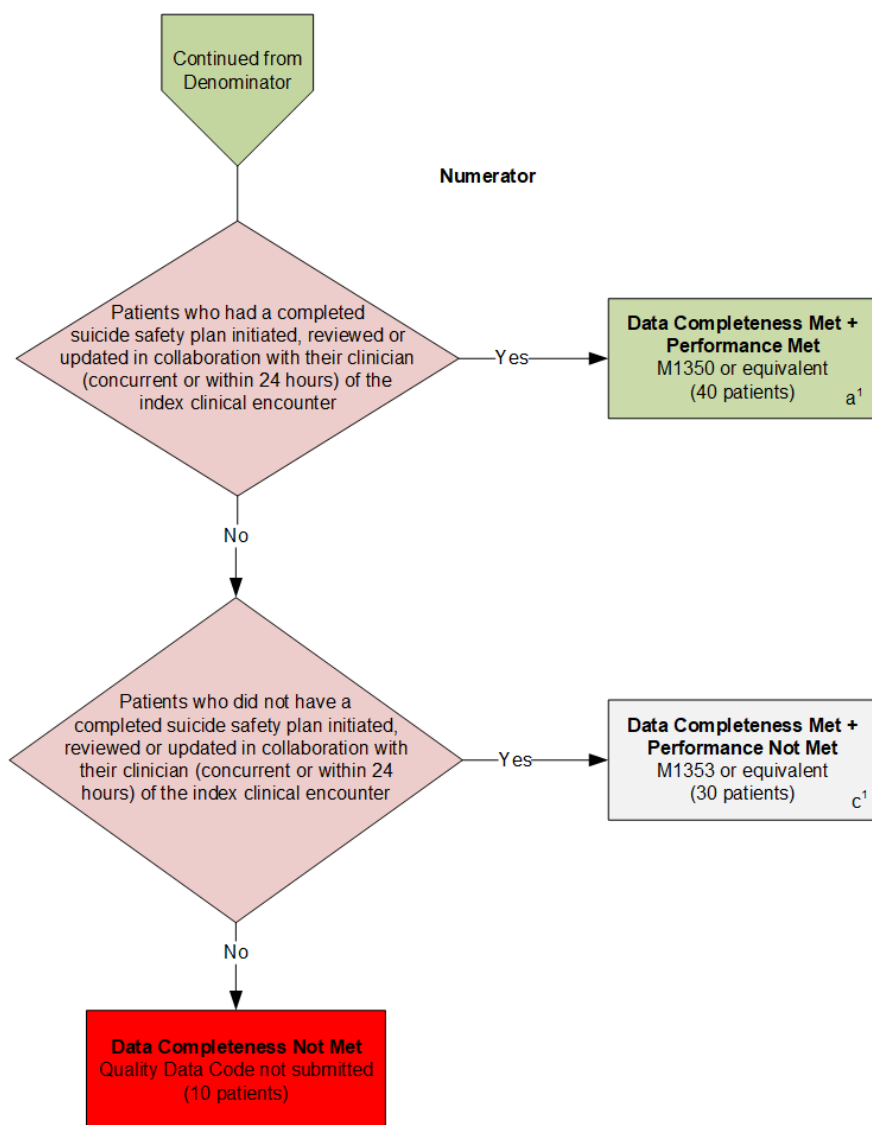 Continued from
Denominator
Numerator
Patients who had a completed
suicide safety plan initiated, reviewed or
updated in collaboration with their clinician
(concurrent or within 24 hours) of the
index clinical encounter
Yes
Data Completeness Met +
Performance Met
M1350 or equivalent
(40 patients)
a¹
No
Patients who did not have a
completed suicide safety plan initiated,
reviewed or updated in collaboration with
their clinician (concurrent or within 24
hours) of the index clinical encounter
Yes
Data Completeness Met +
Performance Not Met
M1353 or equivalent
(30 patients)
c¹
No
Data Completeness Not Met
Quality Data Code not submitted
(10 patients)